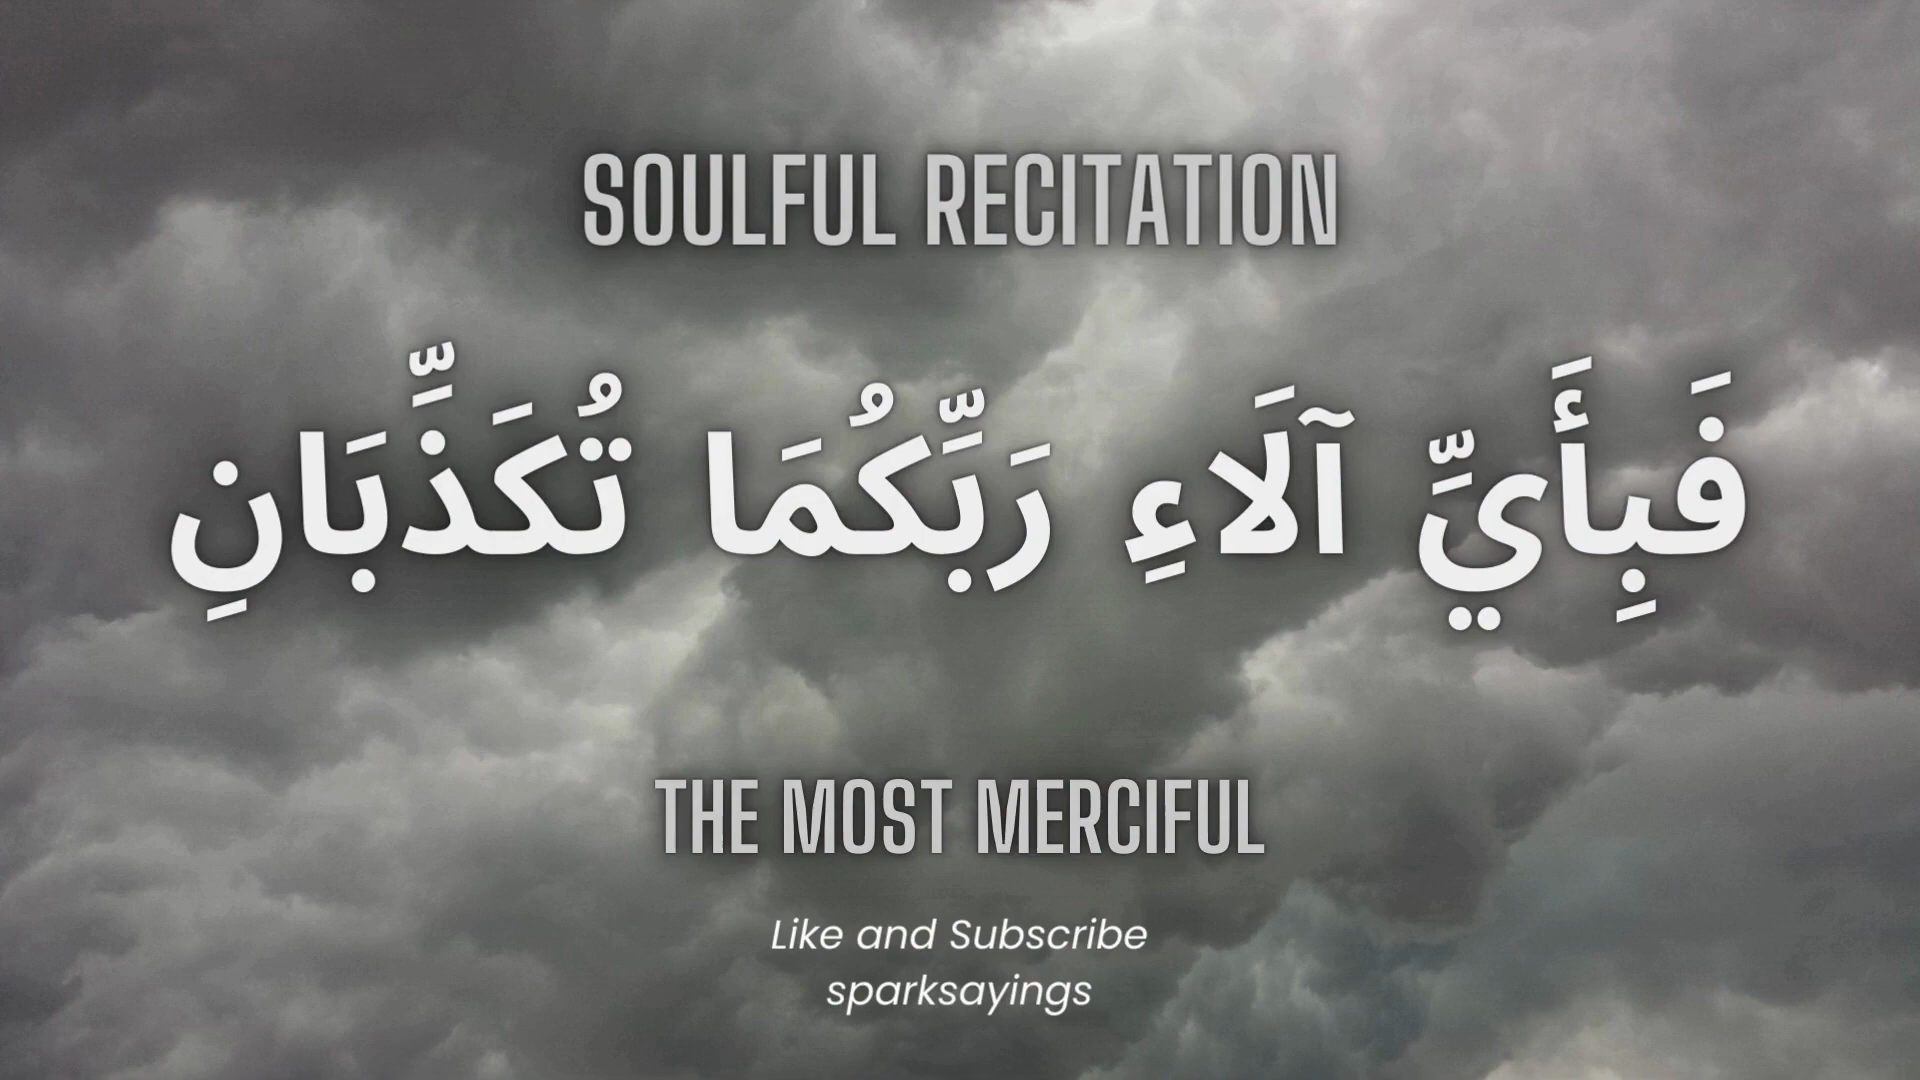 SOULFUL RECITATION
فَبِأَيِّ آلَاءِ رَبِّكُمَا تُكَذِّبَانِ
THE MOST MERCIFUL
Like and Subscribe
sparksayings